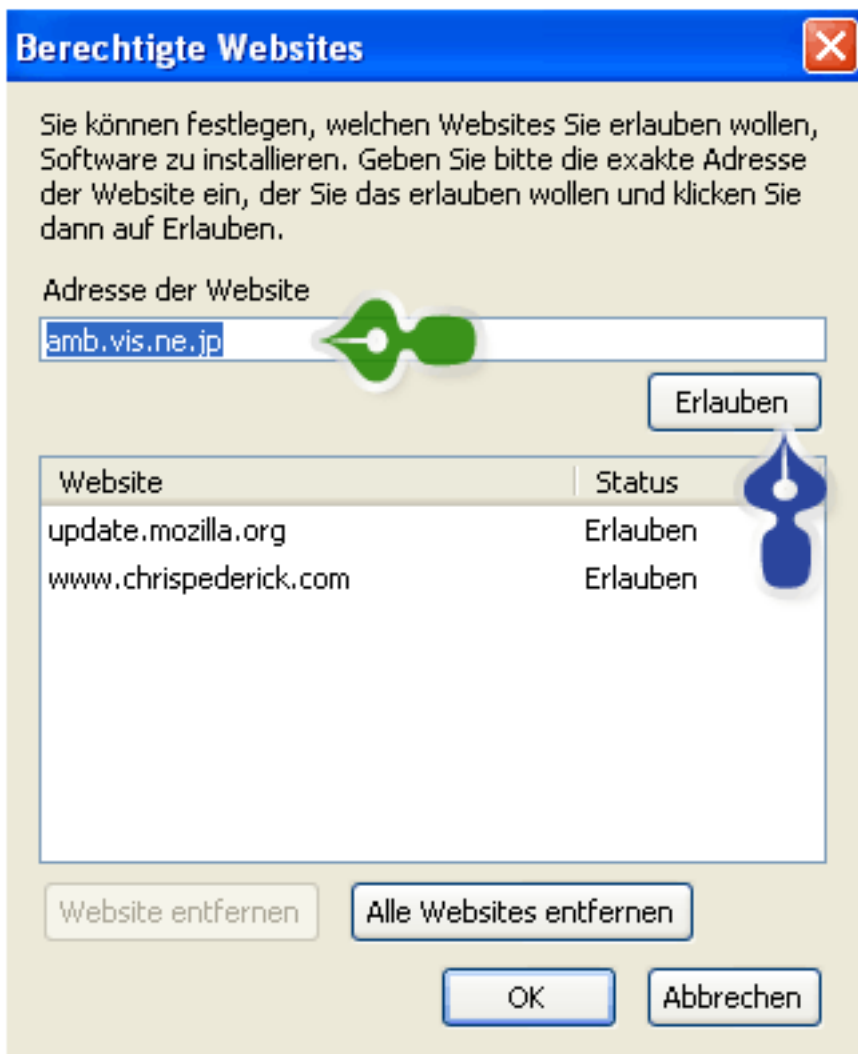 Berechtigte Websites
Sie können festlegen, welchen Websites Sie erlauben wollen,
Software zu installieren. Geben Sie bitte die exakte Adresse
der Website ein, der Sie das erlauben wollen und klicken Sie
dann auf Erlauben.
Adresse der Website
amb.vis.ne.jp
Erlauben
Website Status
update.mozilla.org Erlauben
www.chrispederick.com Erlauben
Website entfernen Alle Websites entfernen
OK Abbrechen